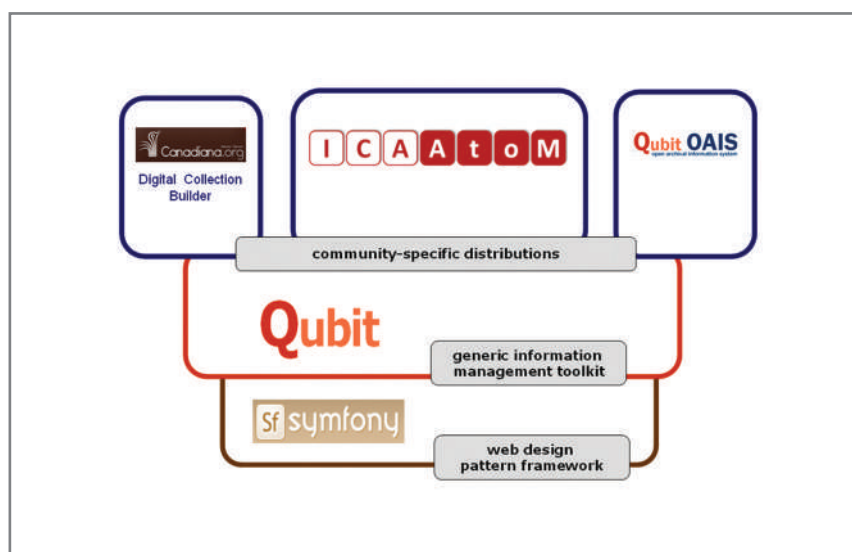 Canadiana.org
Digital Collection
Builder
ICAAtoM
Qubit OAIS
open archival information system
community-specific distributions
Qubit
generic information
management toolkit
Sf symfony
web design
pattern framework